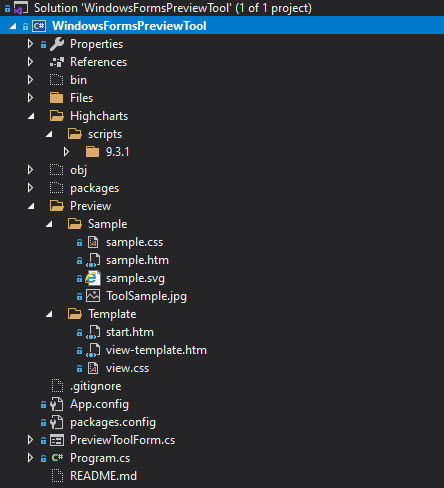 Solution 'WindowsFormsPreviewTool' (1 of 1 project)
C# WindowsFormsPreviewTool
Properties
References
bin
Files
Highcharts
scripts
9.3.1
obj
packages
Preview
Sample
sample.css
sample.htm
sample.svg
ToolSample.jpg
Template
start.htm
view-template.htm
view.css
.gitignore
App.config
packages.config
PreviewToolForm.cs
C# Program.cs
README.md